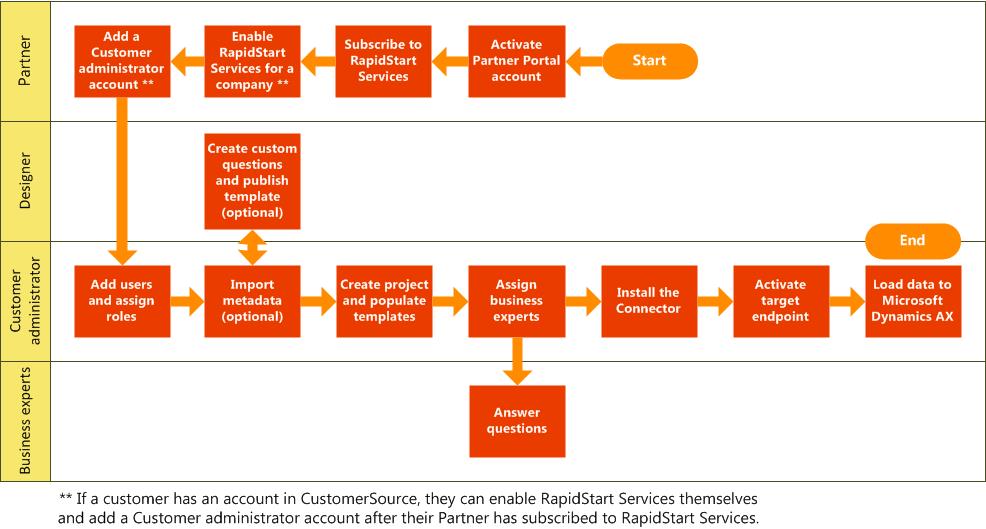 Partner
Add a
Customer
administrator
account **
Enable
RapidStart
Services for a
company **
Subscribe to
RapidStart
Services
Activate
Partner Portal
account
Start
Designer
Create custom
questions
and publish
template
(optional)
End
Customer
administrator
Add users
and assign
roles
Import
metadata
(optional)
Create project
and populate
templates
Assign
business
experts
Install the
Connector
Activate
target
endpoint
Load data to
Microsoft
Dynamics AX
Business experts
Answer
questions
** If a customer has an account in CustomerSource, they can enable RapidStart Services themselves
and add a Customer administrator account after their Partner has subscribed to RapidStart Services.